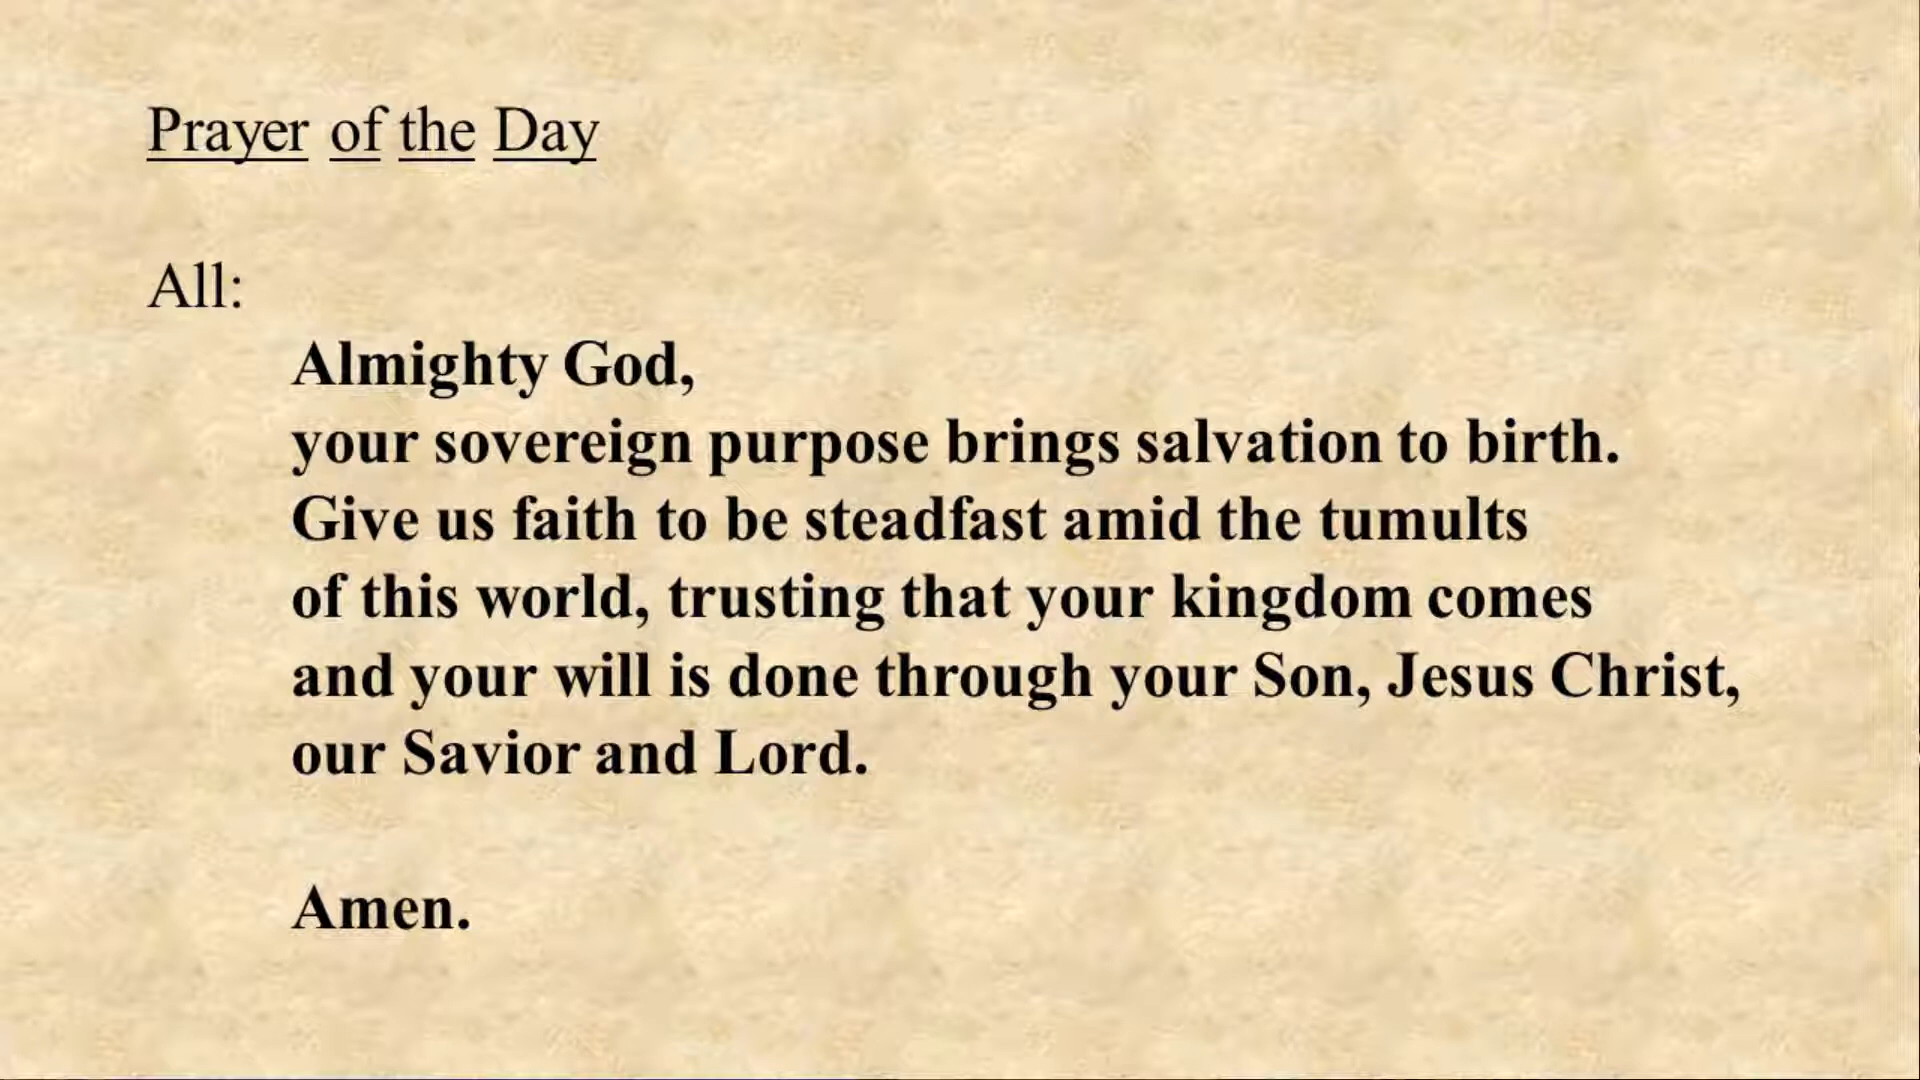 Prayer of the Day
All:
Almighty God,
your sovereign purpose brings salvation to birth.
Give us faith to be steadfast amid the tumults
of this world, trusting that your kingdom comes
and your will is done through your Son, Jesus Christ,
our Savior and Lord.
Amen.